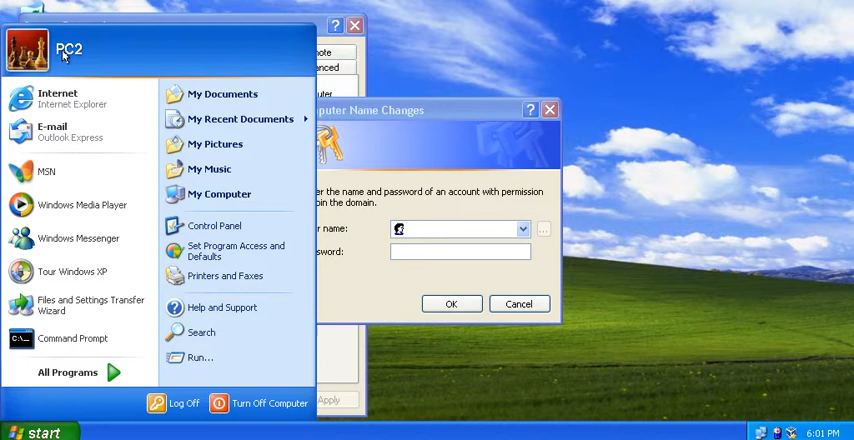 PC2
Internet
Internet Explorer
E-mail
Outlook Express
MSN
Windows Media Player
Windows Messenger
Tour Windows XP
Files and Settings Transfer
Wizard
Command Prompt
All Programs
My Documents
My Recent Documents
My Pictures
My Music
My Computer
Control Panel
Set Program Access and
Defaults
Printers and Faxes
Help and Support
Search
Run...
Log Off
Turn Off Computer
puter Name Changes
er the name and password of an account with permission
in the domain.
r name:
sword:
...
OK
Cancel
Apply
start
6:01 PM